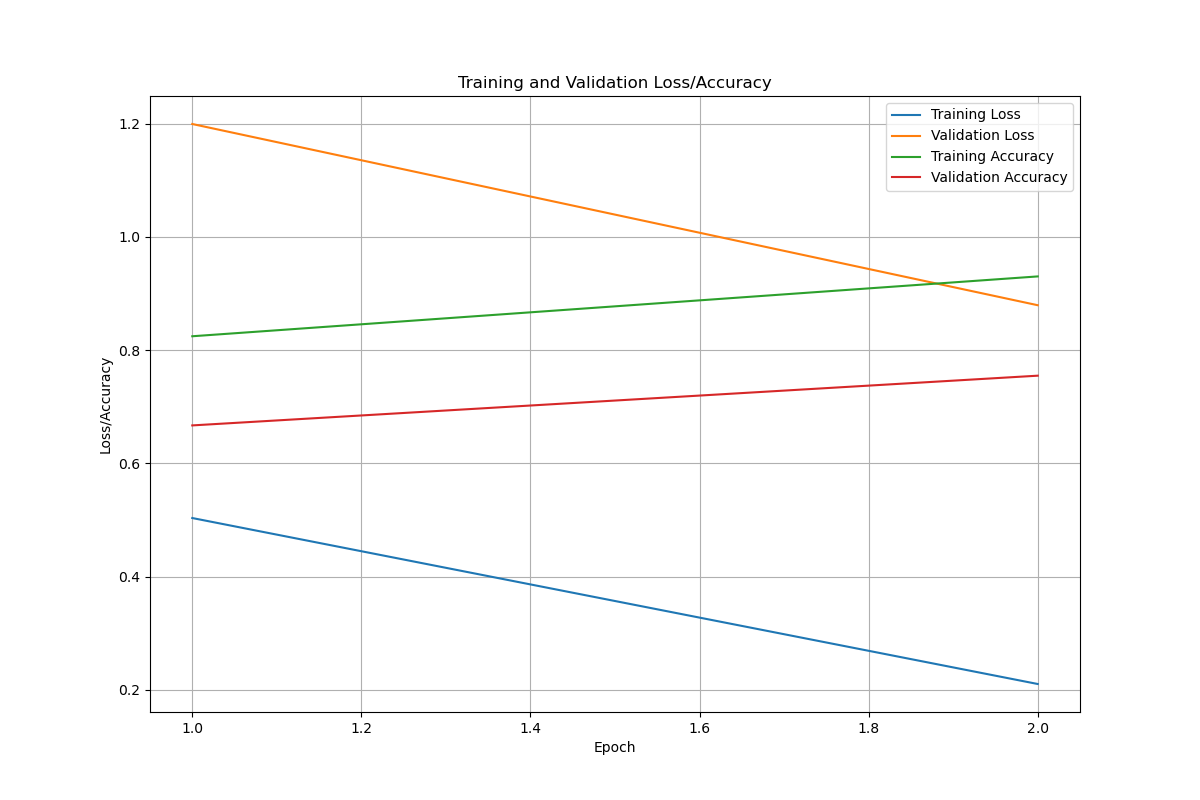 Training and Validation Loss/Accuracy
Training Loss
Validation Loss
Training Accuracy
Validation Accuracy
Loss/Accuracy
1.2
1.0
0.8
0.6
0.4
0.2
1.0 1.2 1.4 1.6 1.8 2.0
Epoch